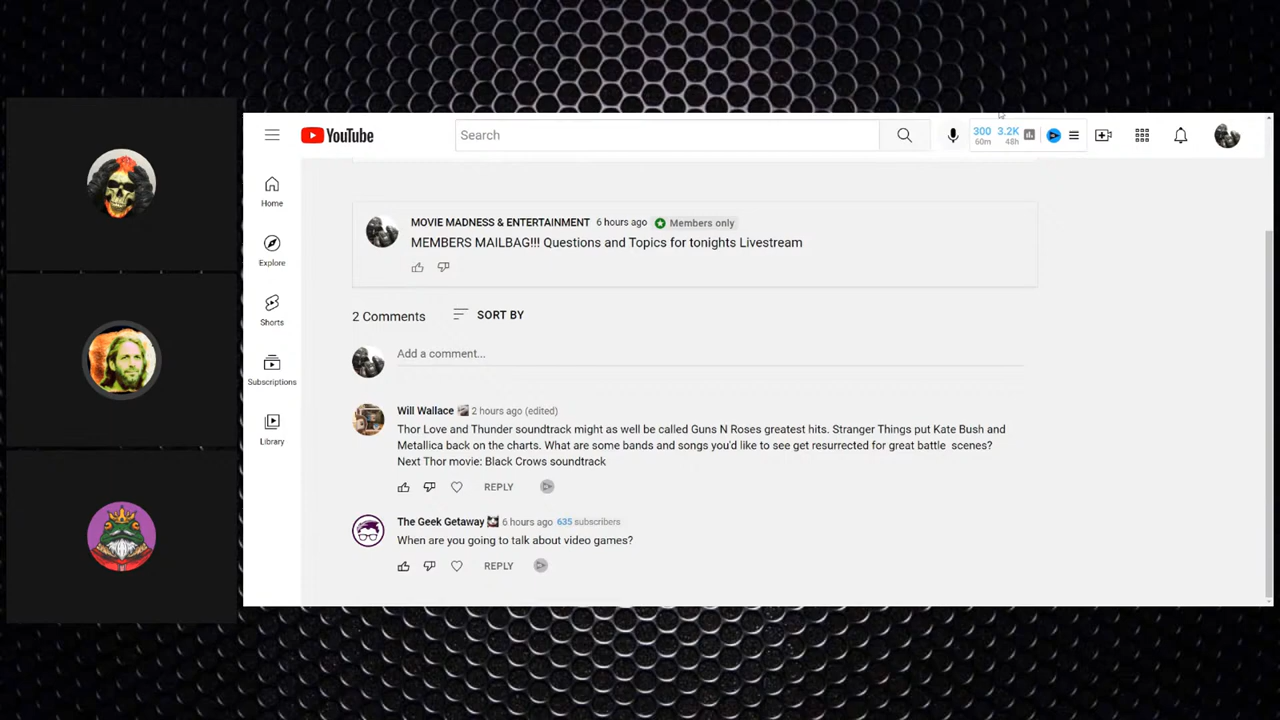 YouTube
Search
300 3.2K
60m 48h
Home
Explore
Shorts
Subscriptions
Library
MOVIE MADNESS & ENTERTAINMENT 6 hours ago Members only
MEMBERS MAILBAG!!! Questions and Topics for tonights Livestream
2 Comments SORT BY
Add a comment...
Will Wallace 2 hours ago (edited)
Thor Love and Thunder soundtrack might as well be called Guns N Roses greatest hits. Stranger Things put Kate Bush and
Metallica back on the charts. What are some bands and songs you'd like to see get resurrected for great battle scenes?
Next Thor movie: Black Crows soundtrack
REPLY
The Geek Getaway 6 hours ago 635 subscribers
When are you going to talk about video games?
REPLY